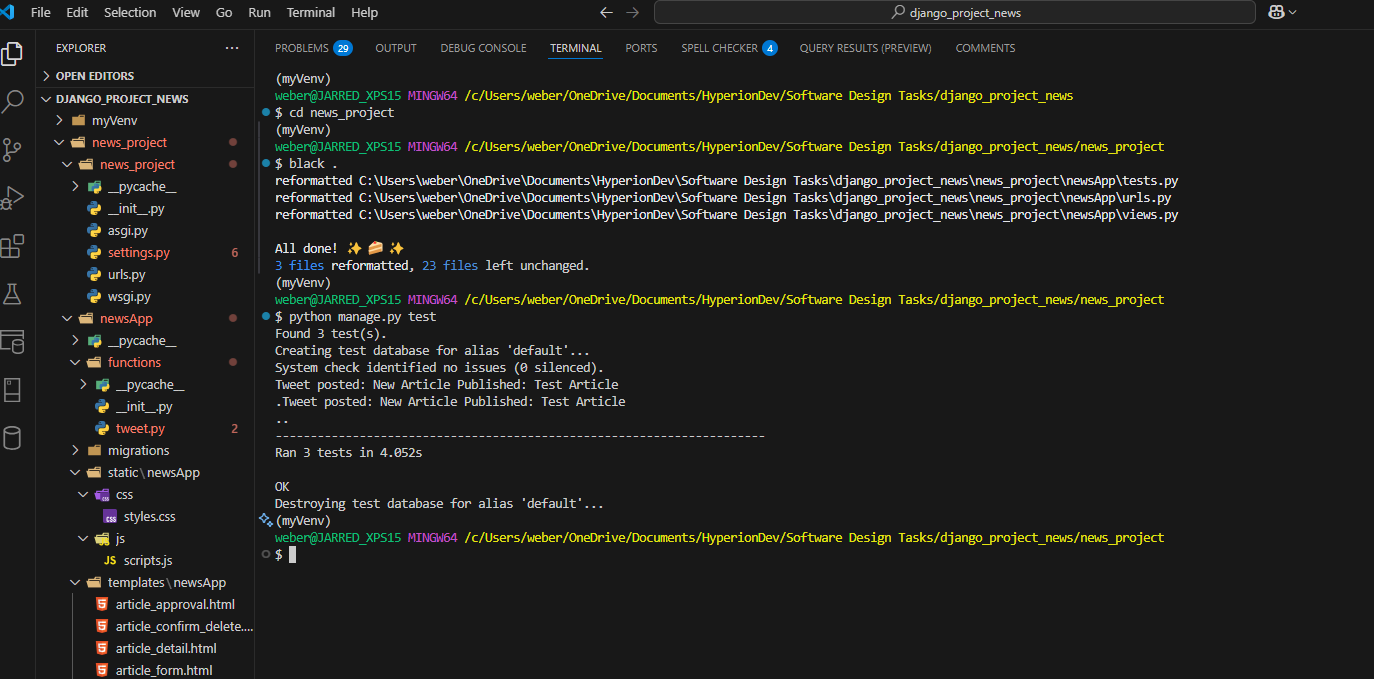 File Edit Selection View Go Run Terminal Help
django_project_news
EXPLORER
OPEN EDITORS
DJANGO_PROJECT_NEWS
myVenv
news_project
news_project
__pycache__
__init__.py
asgi.py
settings.py 6
urls.py
wsgi.py
newsApp
__pycache__
functions
__pycache__
__init__.py
tweet.py 2
migrations
static\newsApp
css
css styles.css
js
JS scripts.js
templates\newsApp
article_approval.html
article_confirm_delete....
article_detail.html
article_form.html
PROBLEMS 29 OUTPUT DEBUG CONSOLE TERMINAL PORTS SPELL CHECKER 4 QUERY RESULTS (PREVIEW) COMMENTS
(myVenv)
weber@JARRED_XPS15 MINGW64 /c/Users/weber/OneDrive/Documents/HyperionDev/Software Design Tasks/django_project_news
$ cd news_project
(myVenv)
weber@JARRED_XPS15 MINGW64 /c/Users/weber/OneDrive/Documents/HyperionDev/Software Design Tasks/django_project_news/news_project
$ black .
reformatted C:\Users\weber\OneDrive\Documents\HyperionDev\Software Design Tasks\django_project_news\news_project\newsApp\tests.py
reformatted C:\Users\weber\OneDrive\Documents\HyperionDev\Software Design Tasks\django_project_news\news_project\newsApp\urls.py
reformatted C:\Users\weber\OneDrive\Documents\HyperionDev\Software Design Tasks\django_project_news\news_project\newsApp\views.py
All done! ✨ 🍰 ✨
3 files reformatted, 23 files left unchanged.
(myVenv)
weber@JARRED_XPS15 MINGW64 /c/Users/weber/OneDrive/Documents/HyperionDev/Software Design Tasks/django_project_news/news_project
$ python manage.py test
Found 3 test(s).
Creating test database for alias 'default'...
System check identified no issues (0 silenced).
Tweet posted: New Article Published: Test Article
.Tweet posted: New Article Published: Test Article
..
----------------------------------------------------------------------
Ran 3 tests in 4.052s
OK
Destroying test database for alias 'default'...
(myVenv)
weber@JARRED_XPS15 MINGW64 /c/Users/weber/OneDrive/Documents/HyperionDev/Software Design Tasks/django_project_news/news_project
$